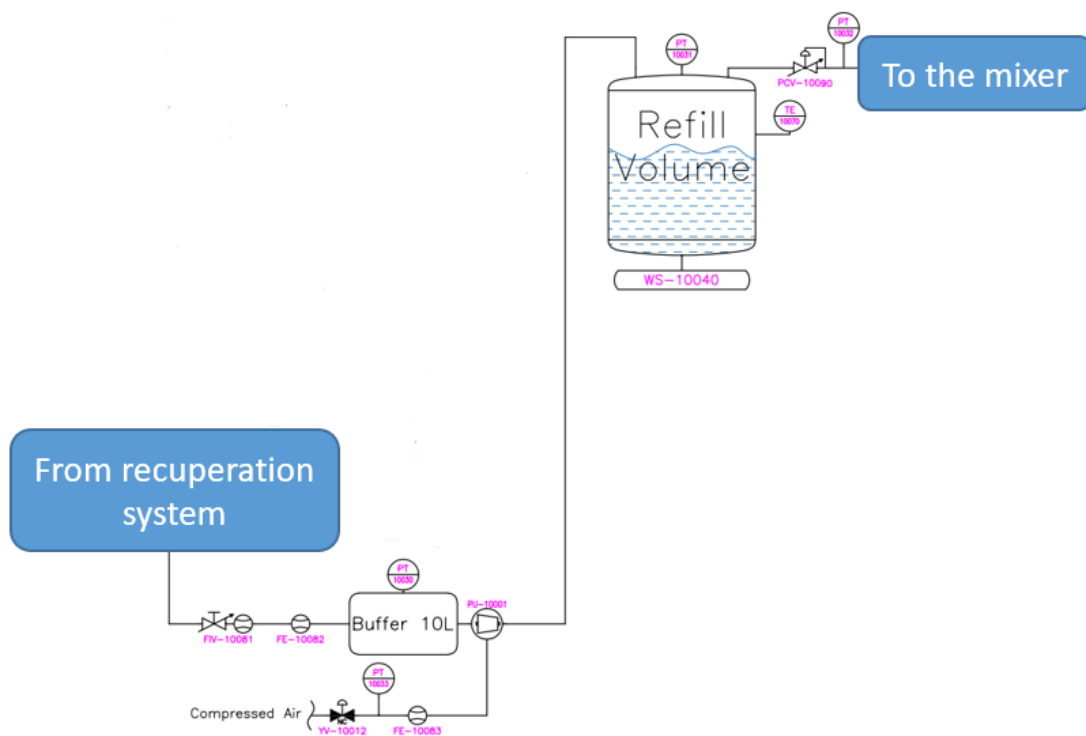 PT
10032
PT
10031
To the mixer
PCV-10090
TE
10070
Refill
Volume
WS-10040
From recuperation
system
PT
10030
PU-10001
Buffer 10L
FIV-10081
FE-10082
PT
10033
Compressed Air
NC
YV-10012
FE-10083